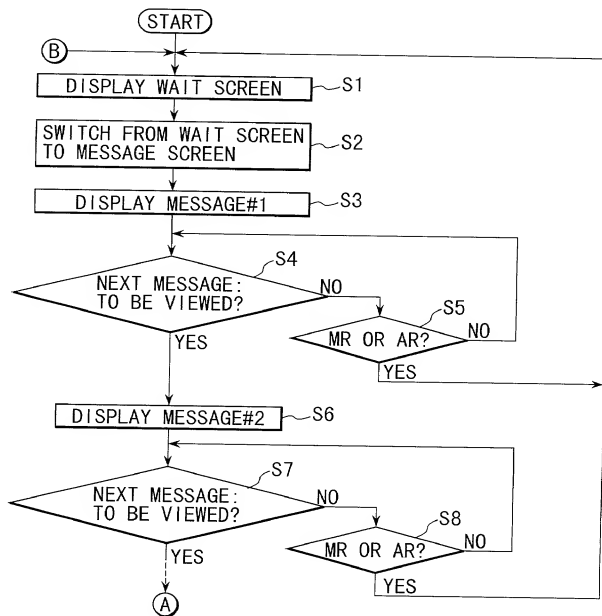 START
B
DISPLAY WAIT SCREEN
S1
SWITCH FROM WAIT SCREEN
TO MESSAGE SCREEN
S2
DISPLAY MESSAGE#1
S3
S4
NEXT MESSAGE:
TO BE VIEWED?
NO
YES
S5
MR OR AR?
NO
YES
DISPLAY MESSAGE#2
S6
S7
NEXT MESSAGE:
TO BE VIEWED?
NO
YES
S8
MR OR AR?
NO
YES
A